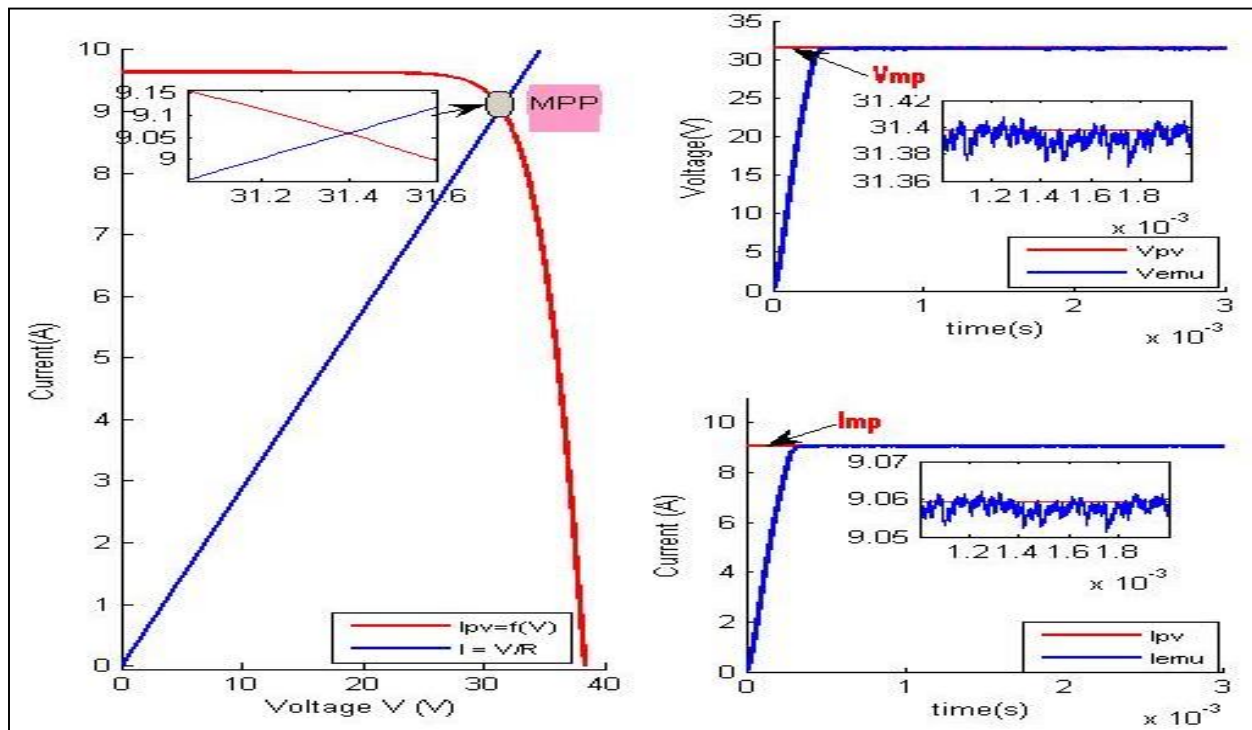 10
9
8
7
6
5
4
3
2
1
0
Current(A)
9.15
9.1
9.05
9
31.2 31.4 31.6
MPP
Ipv=f(V)
I = V/R
0 10 20 30 40
Voltage V (V)
35
30
25
20
15
10
5
0
Voltage(V)
Vmp
31.42
31.4
31.38
31.36
1.2 1.4 1.6 1.8
x 10-3
Vpv
Vemu
0 1 2 3
time(s)
x 10-3
10
8
6
4
2
0
Current (A)
Imp
9.07
9.06
9.05
1.2 1.4 1.6 1.8
x 10-3
Ipv
Iemu
0 1 2 3
time(s)
x 10-3